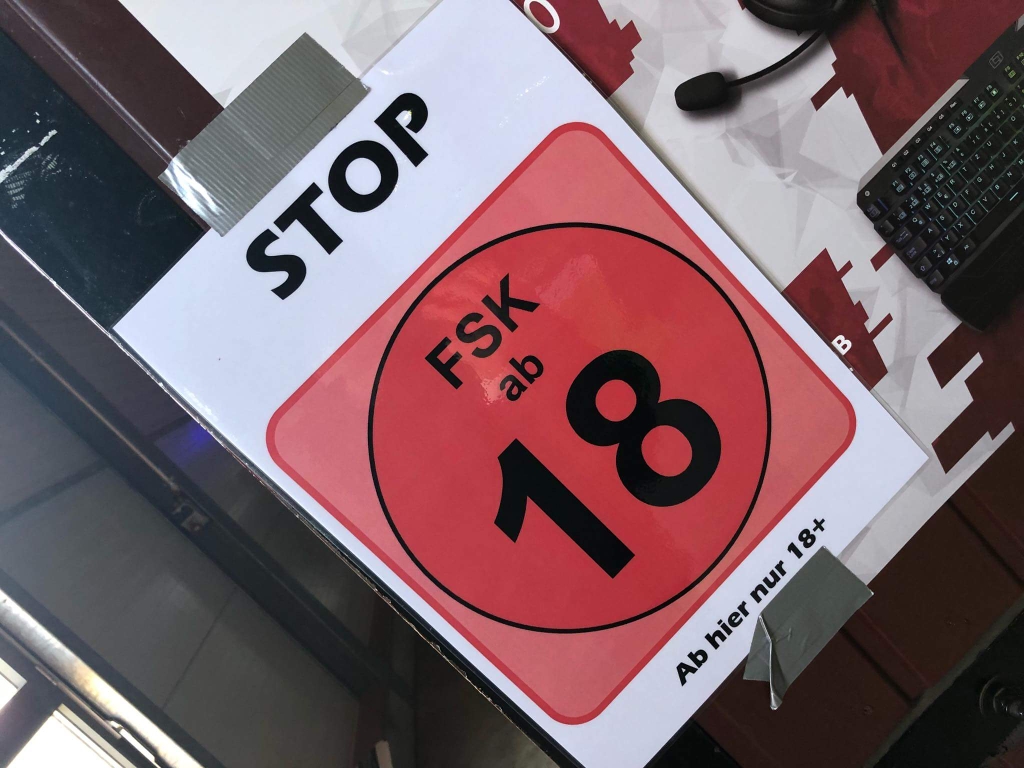 STOP
FSK
ab
18
Ab hier nur 18+